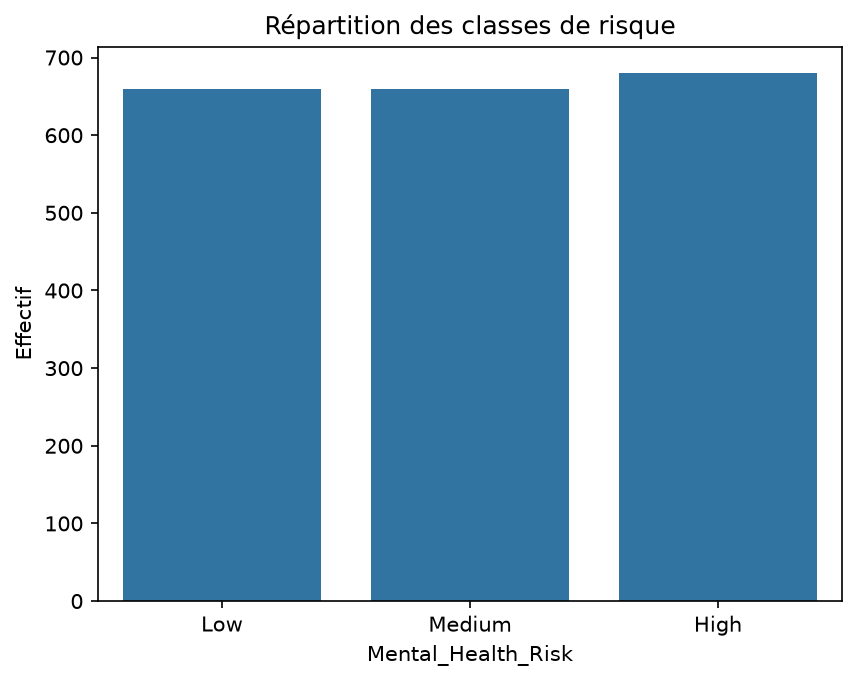 Répartition des classes de risque
700
600
500
400
300
200
100
0
Effectif
Low Medium High
Mental_Health_Risk